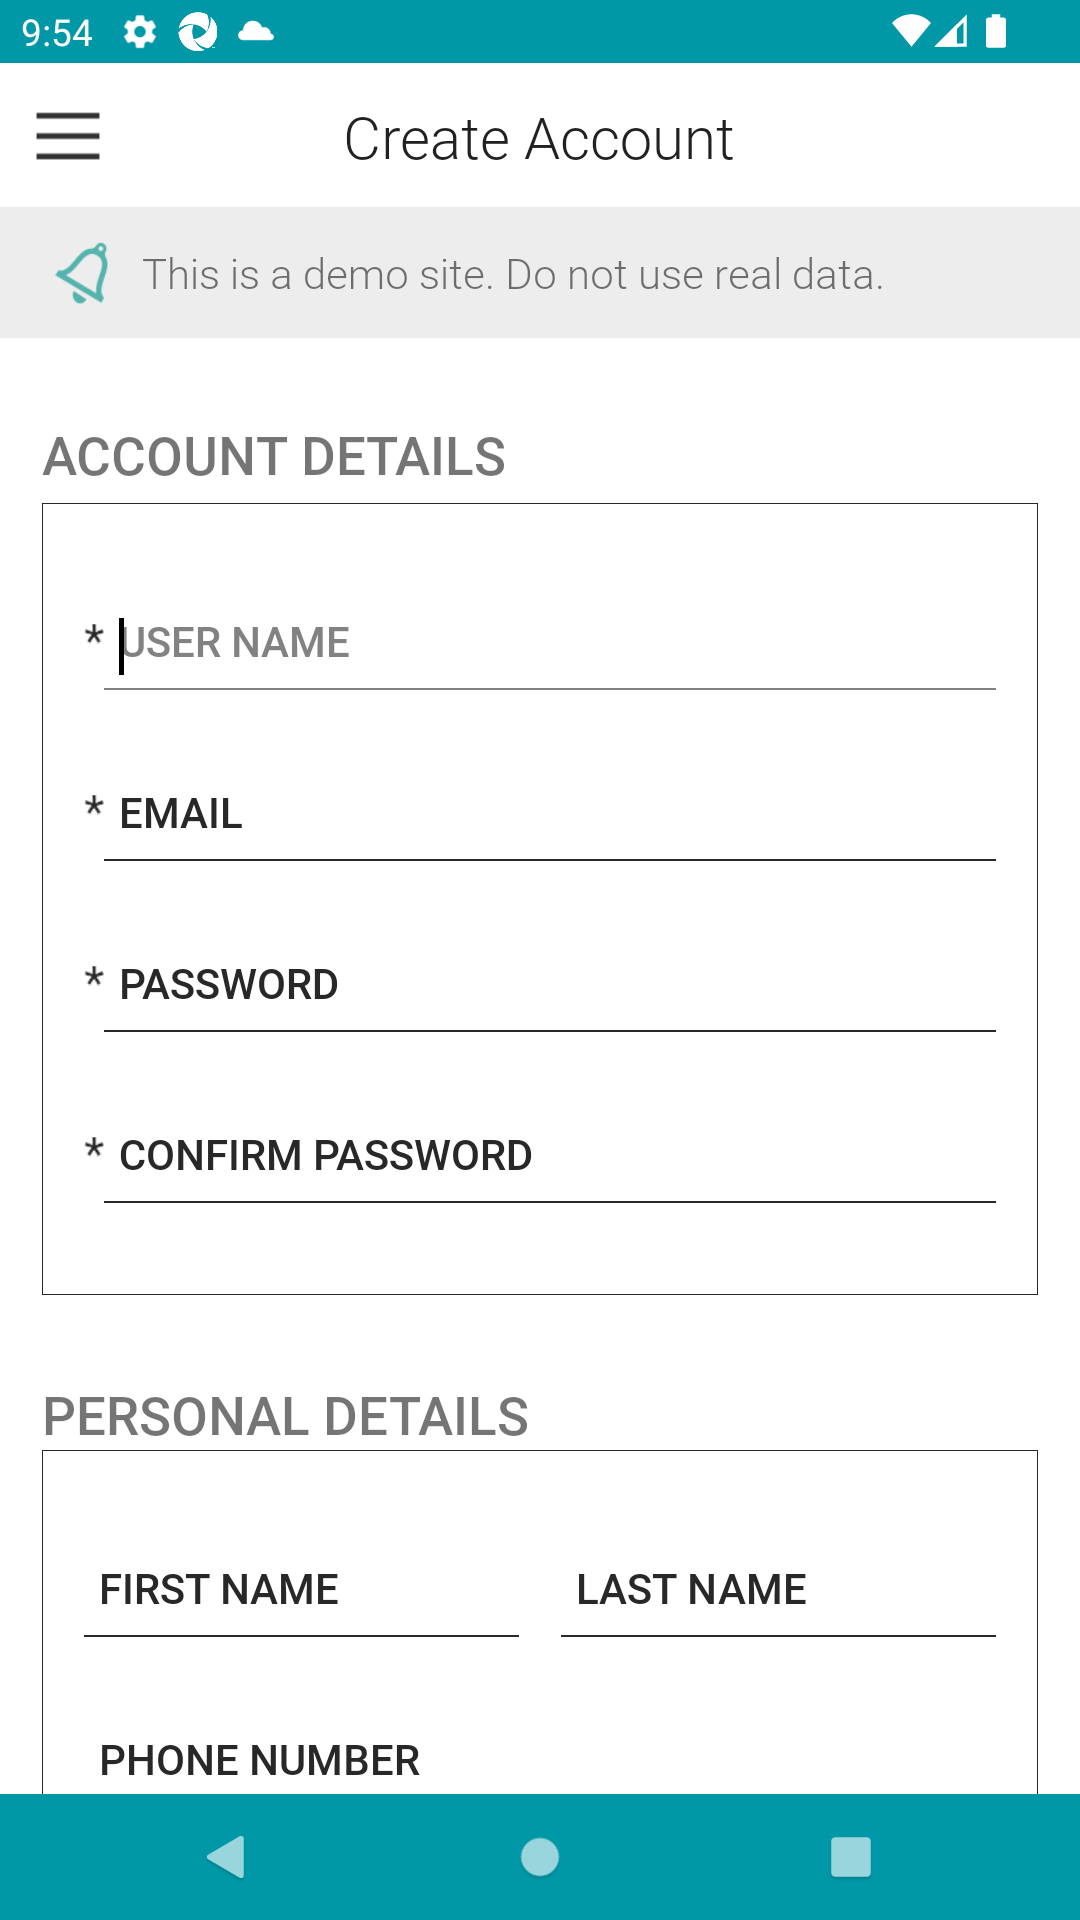 9:54
Create Account
This is a demo site. Do not use real data.
ACCOUNT DETAILS
* USER NAME
* EMAIL
* PASSWORD
* CONFIRM PASSWORD
PERSONAL DETAILS
FIRST NAME LAST NAME
PHONE NUMBER